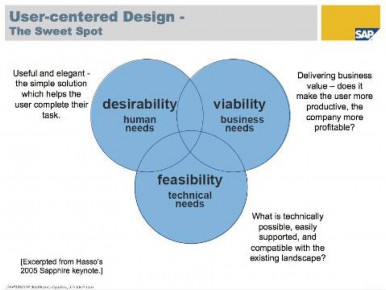 User-centered Design -
The Sweet Spot
SAP
Useful and elegant -
the simple solution
which helps the
user complete their
task.
desirability
human
needs
viability
business
needs
Delivering business
value – does it
make the user more
productive, the
company more
profitable?
feasibility
technical
needs
What is technically
possible, easily
supported, and
compatible with the
existing landscape?
[Excerpted from Hasso's
2005 Sapphire keynote.]